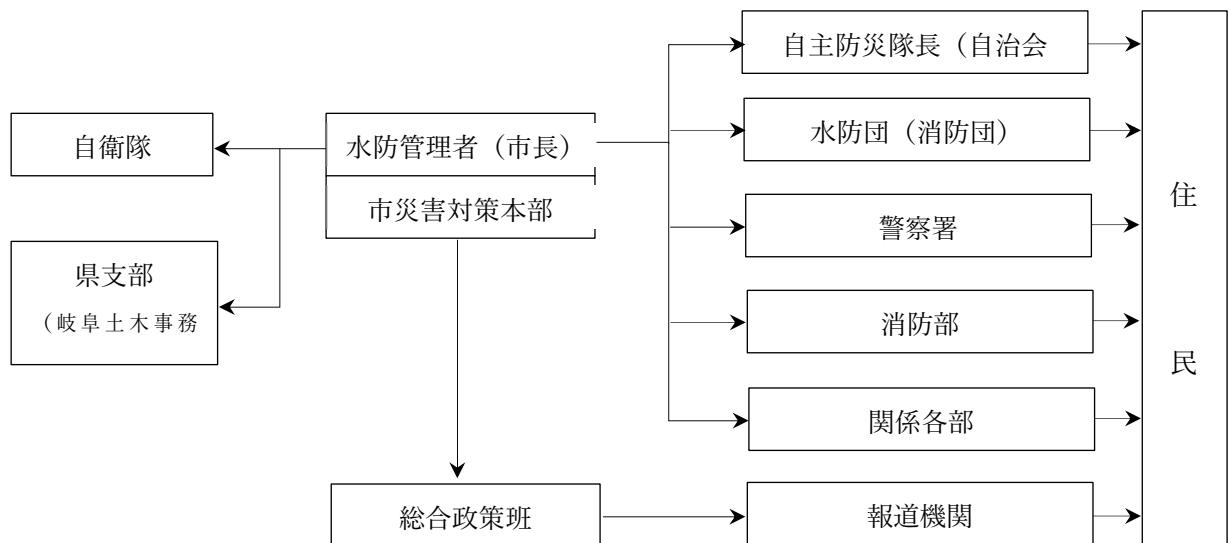 自主防災隊長（自治会
自衛隊
水防管理者（市長）
水防団（消防団）
市災害対策本部
警察署
県支部
（岐阜土木事務
消防部
関係各部
総合政策班
報道機関
住
民